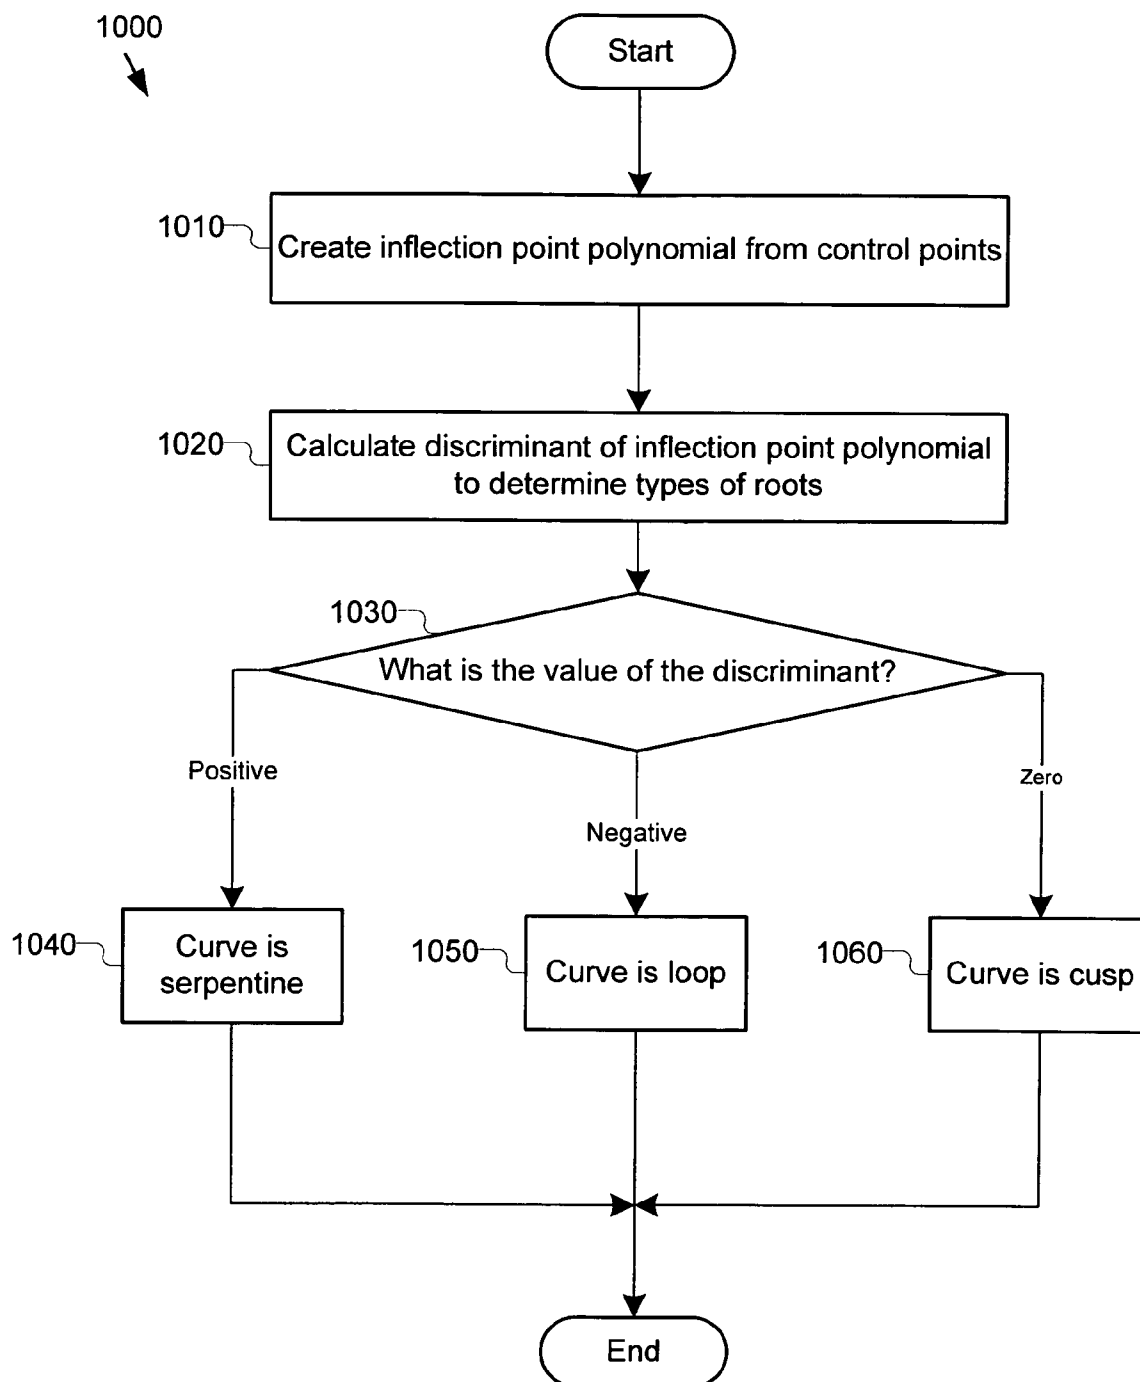 1000
Start
1010
Create inflection point polynomial from control points
1020
Calculate discriminant of inflection point polynomial
to determine types of roots
1030
What is the value of the discriminant?
Positive
Negative
Zero
1040
Curve is
serpentine
1050
Curve is loop
1060
Curve is cusp
End